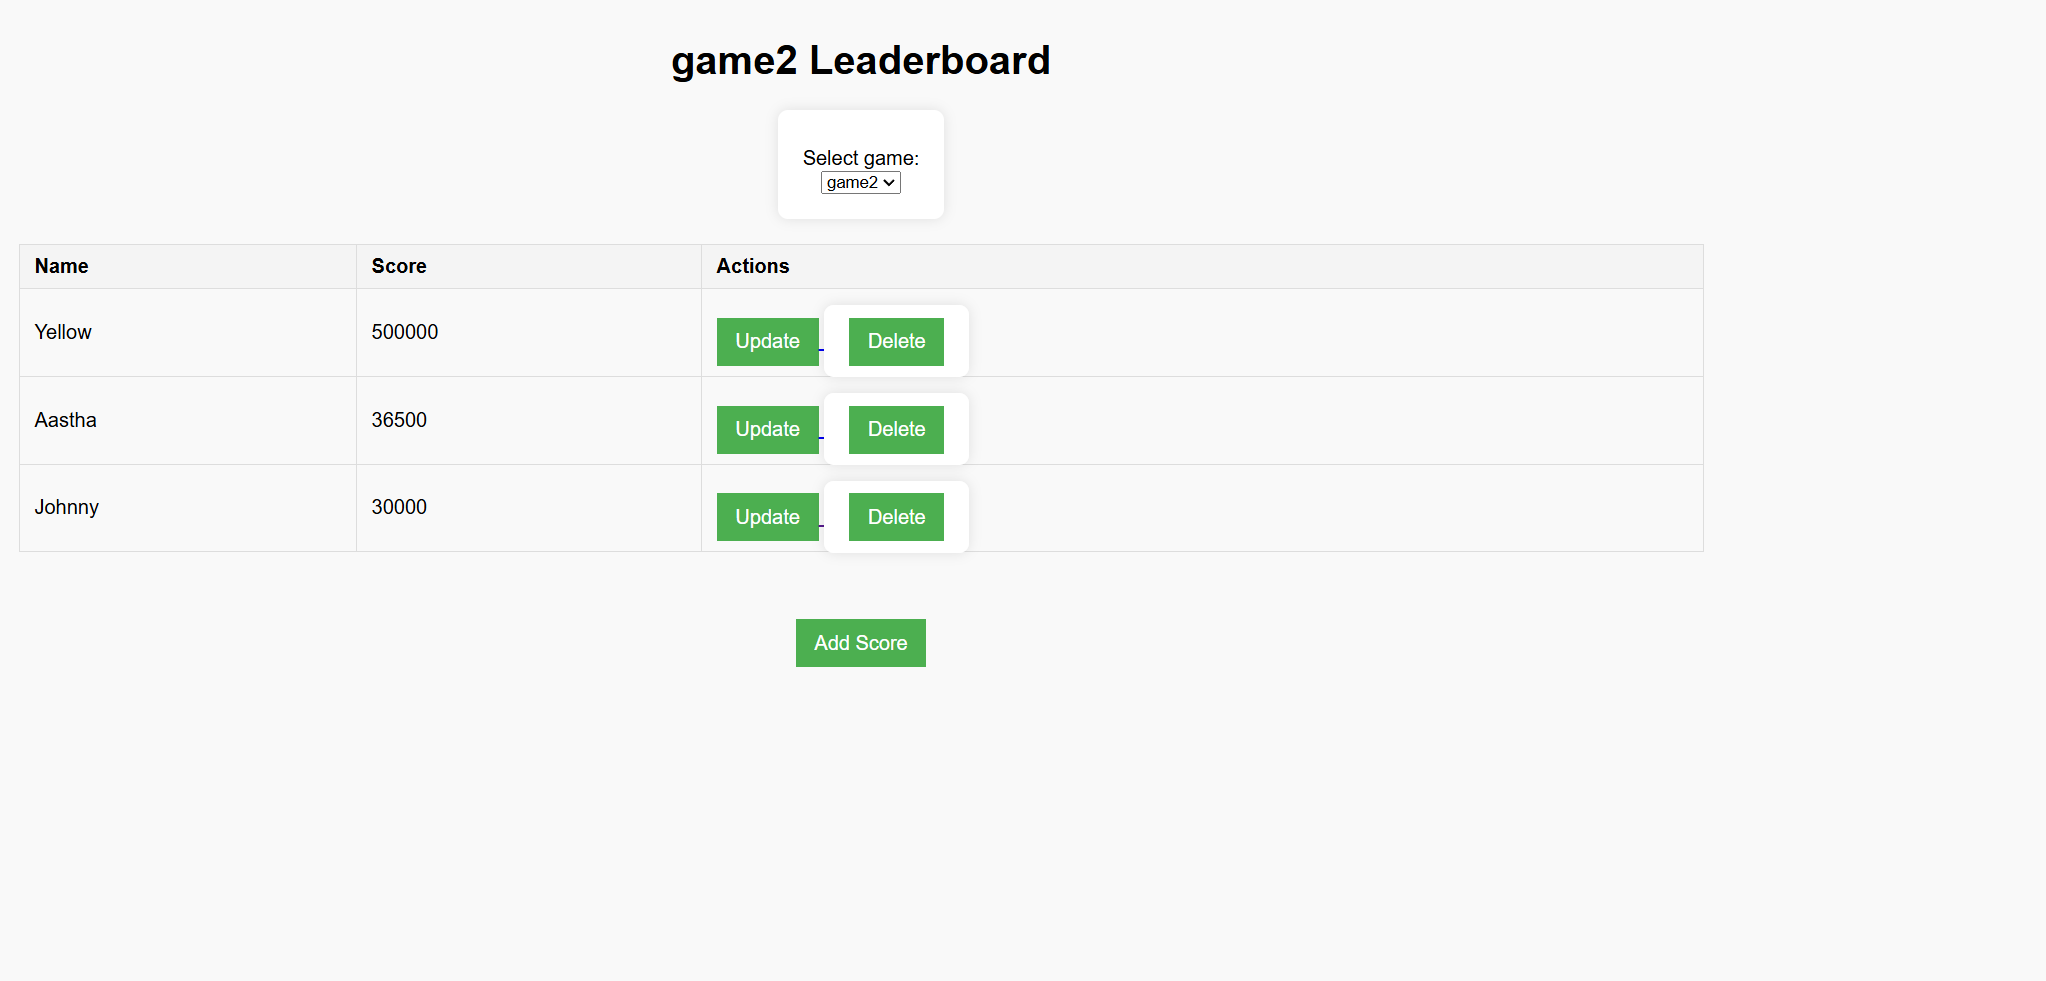 game2 Leaderboard
Select game:
game2
Name Score Actions
Yellow 500000 Update Delete
Aastha 36500 Update Delete
Johnny 30000 Update Delete
Add Score